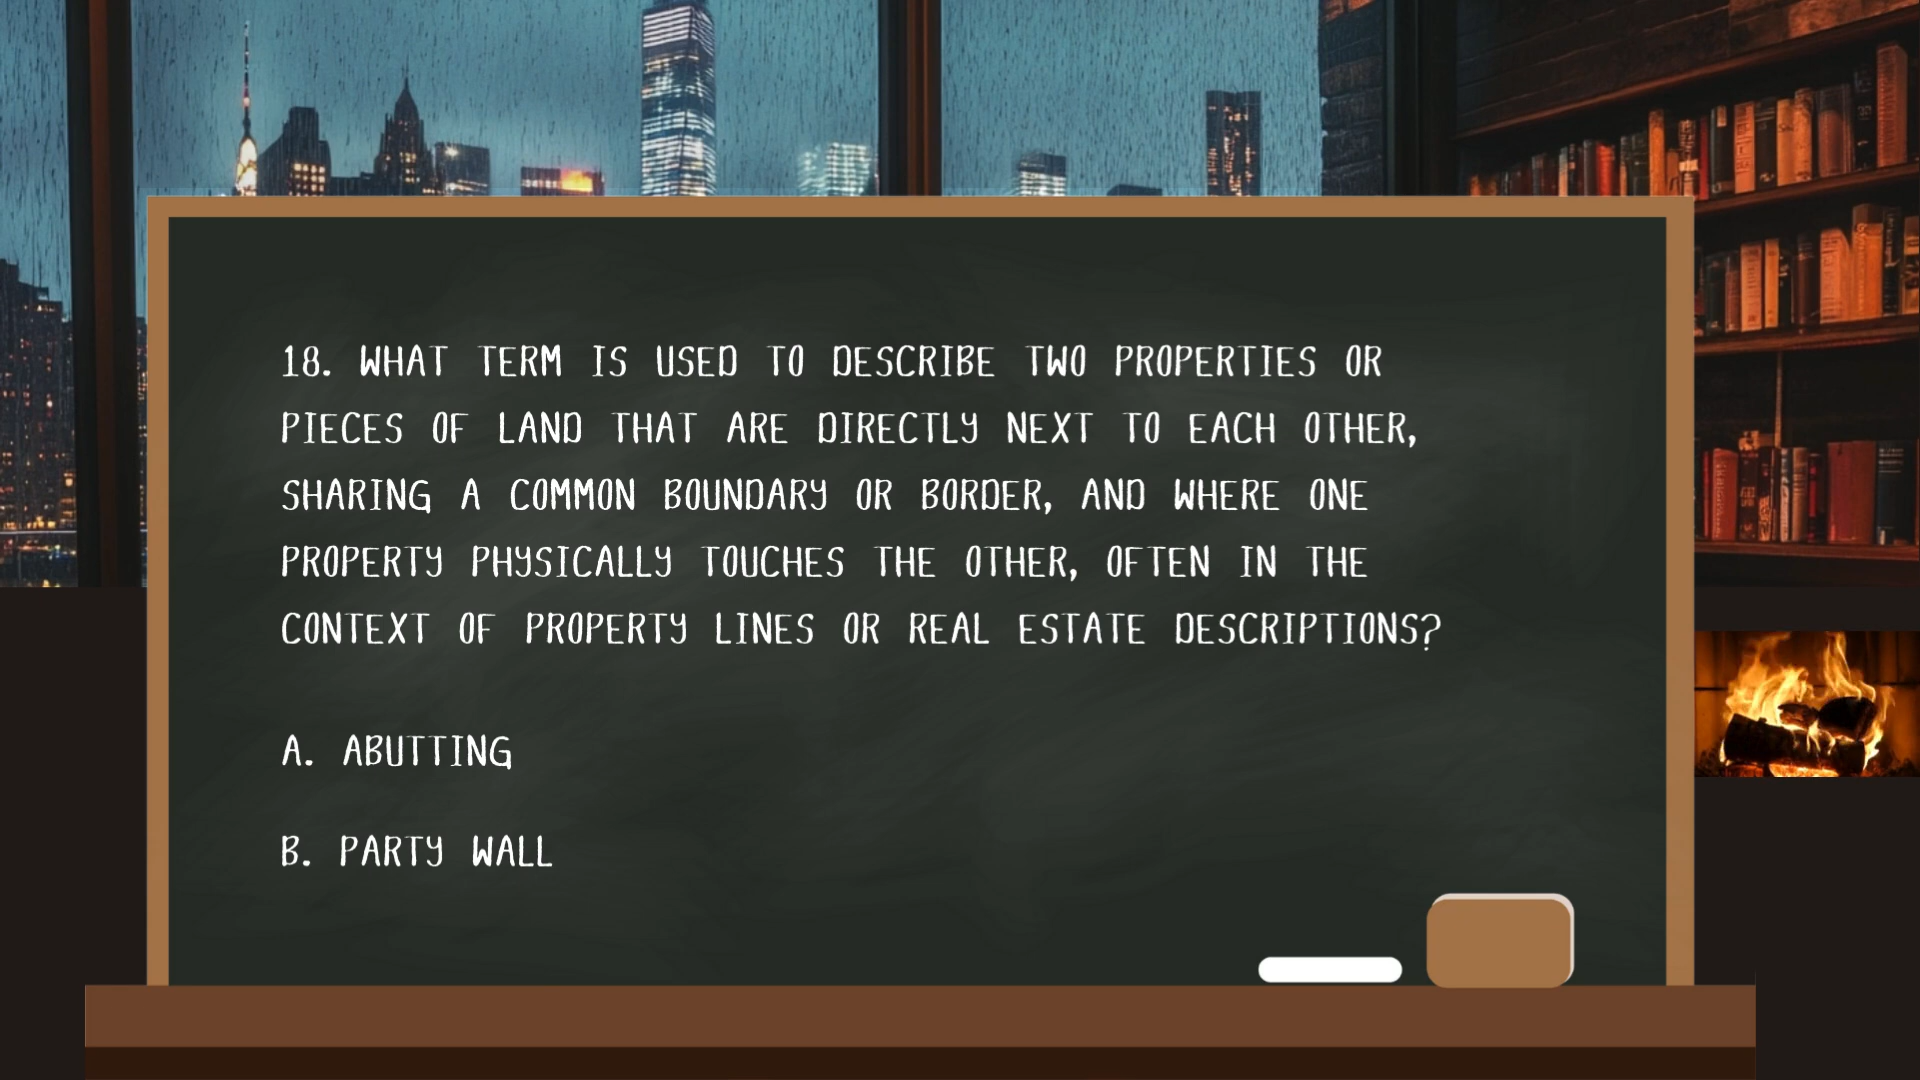 18. WHAT TERM IS USED TO DESCRIBE TWO PROPERTIES OR
PIECES OF LAND THAT ARE DIRECTLY NEXT TO EACH OTHER,
SHARING A COMMON BOUNDARY OR BORDER, AND WHERE ONE
PROPERTY PHYSICALLY TOUCHES THE OTHER, OFTEN IN THE
CONTEXT OF PROPERTY LINES OR REAL ESTATE DESCRIPTIONS?
A. ABUTTING
B. PARTY WALL